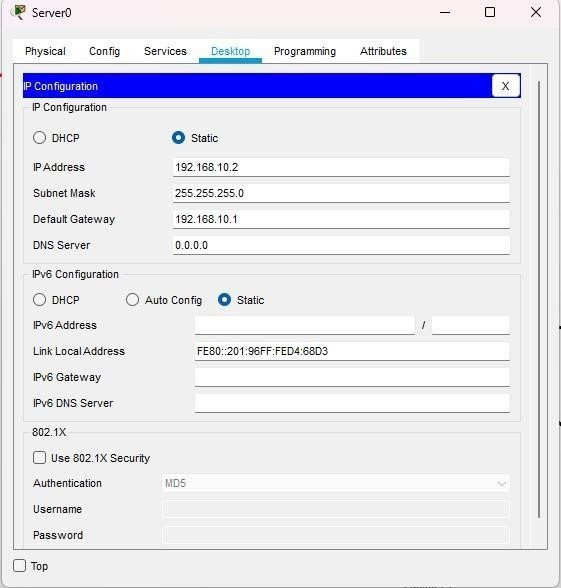 Server0
Physical Config Services Desktop Programming Attributes
IP Configuration X
IP Configuration
DHCP Static
IP Address 192.168.10.2
Subnet Mask 255.255.255.0
Default Gateway 192.168.10.1
DNS Server 0.0.0.0
IPv6 Configuration
DHCP Auto Config Static
IPv6 Address /
Link Local Address FE80::201:96FF:FED4:68D3
IPv6 Gateway
IPv6 DNS Server
802.1X
Use 802.1X Security
Authentication MD5
Username
Password
Top